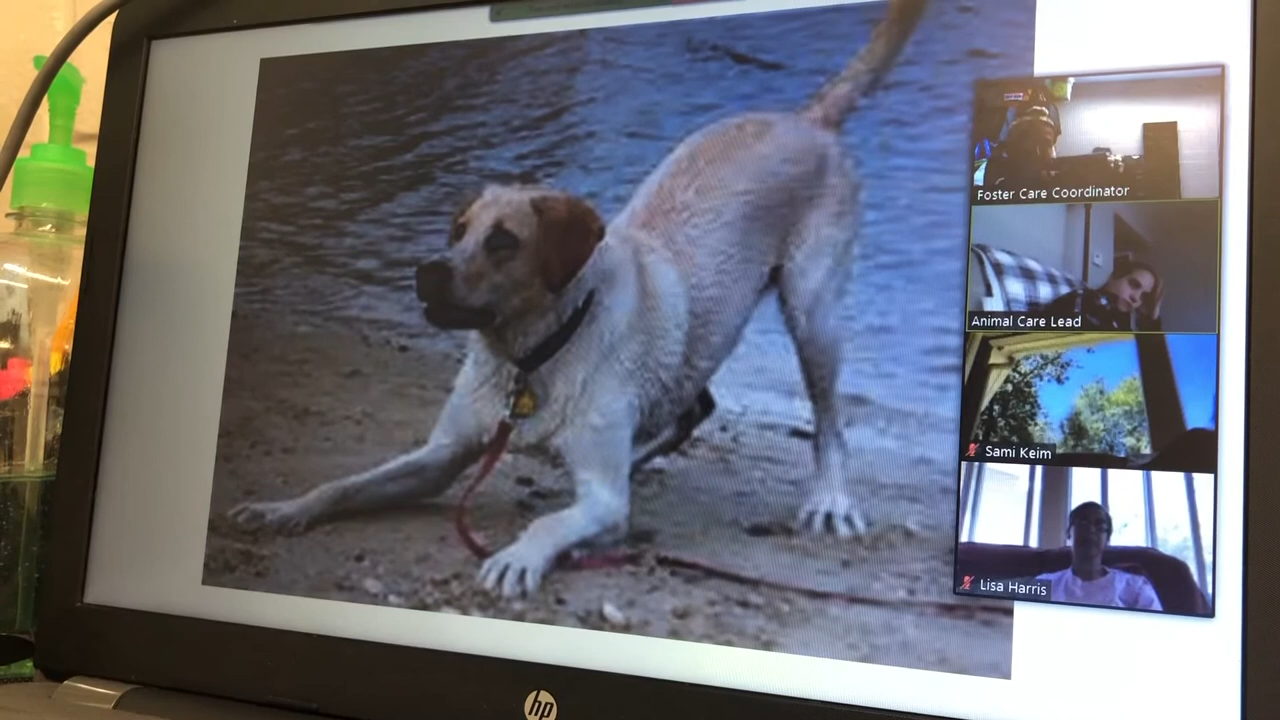 Foster Care Coordinator
Animal Care Lead
Sami Keim
Lisa Harris
hp